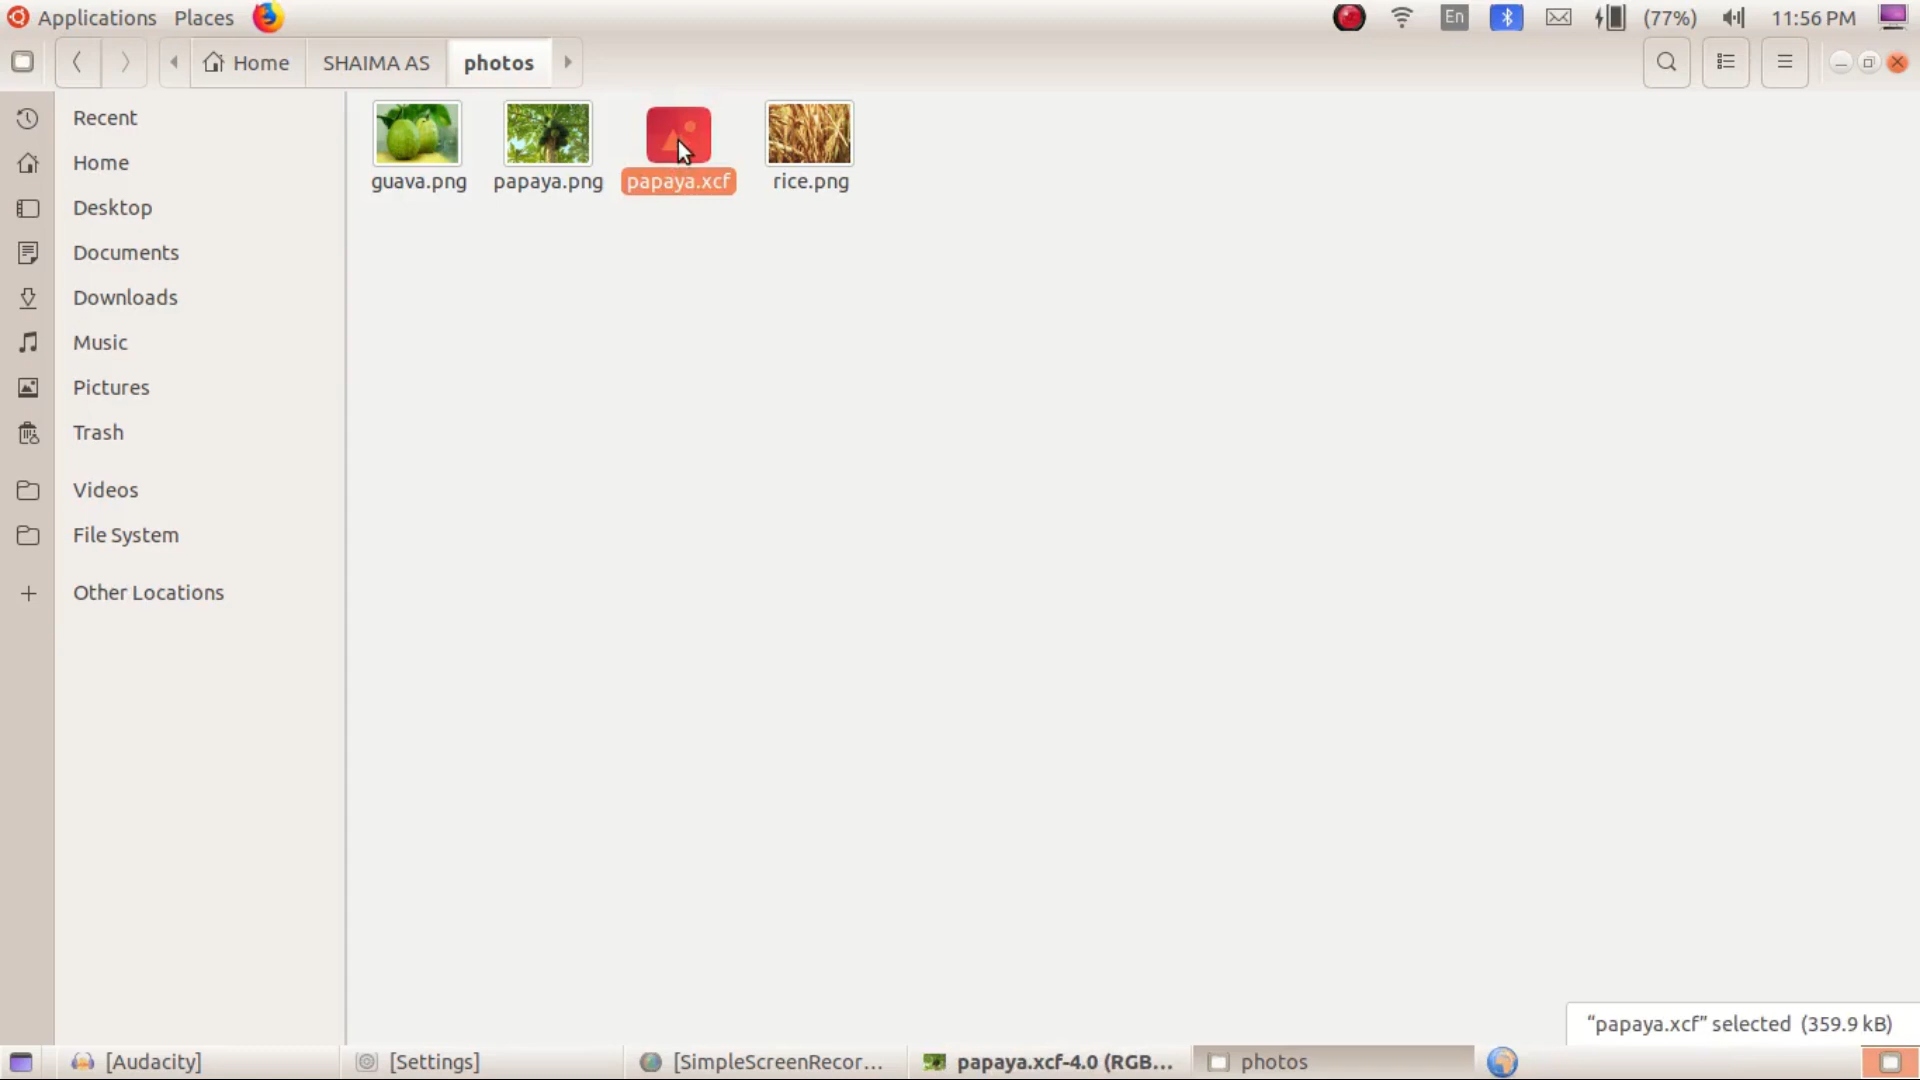 Applications Places En (77%) 11:56 PM
Home SHAIMA AS photos
Recent
Home
Desktop
Documents
Downloads
Music
Pictures
Trash
Videos
File System
Other Locations
guava.png papaya.png papaya.xcf rice.png
“papaya.xcf” selected (359.9 kB)
[Audacity] [Settings] [SimpleScreenRecor... papaya.xcf-4.0 (RGB... photos